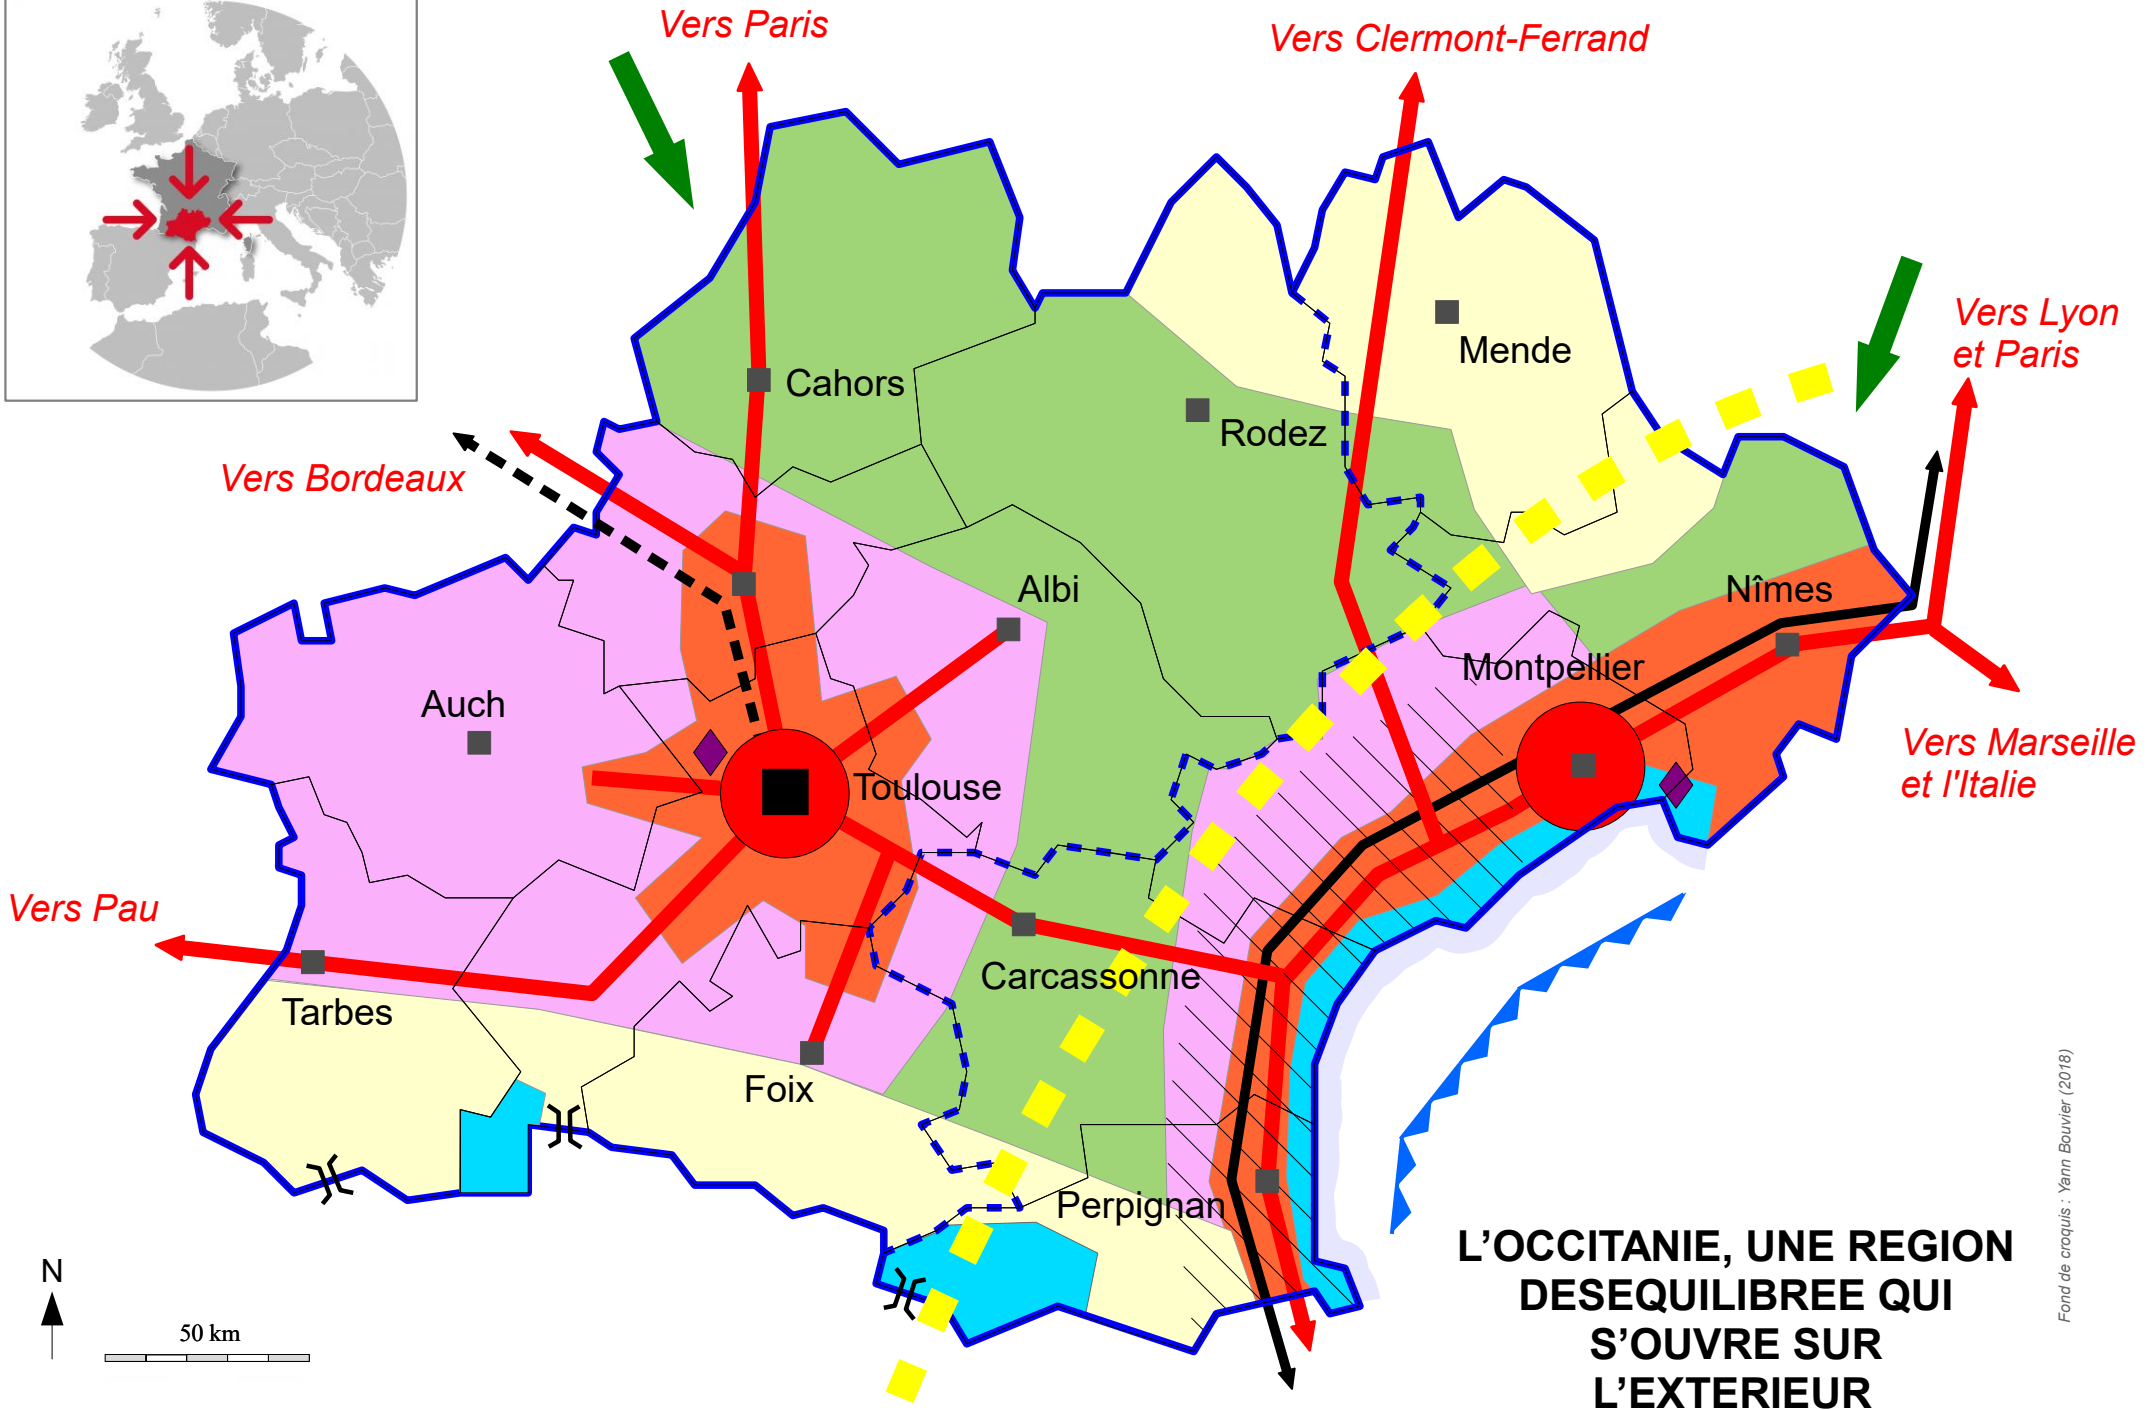 Vers Paris
Vers Clermont-Ferrand
Vers Lyon
et Paris
Mende
Cahors
Rodez
Vers Bordeaux
Albi
Nîmes
Montpellier
Auch
Toulouse
Vers Marseille
et l'Italie
Vers Pau
Carcassonne
Tarbes
Foix
Perpignan
N
50 km
L’OCCITANIE, UNE REGION
DESEQUILIBREE QUI
S’OUVRE SUR
L’EXTERIEUR
Fond de croquis : Yann Bouvier (2018)